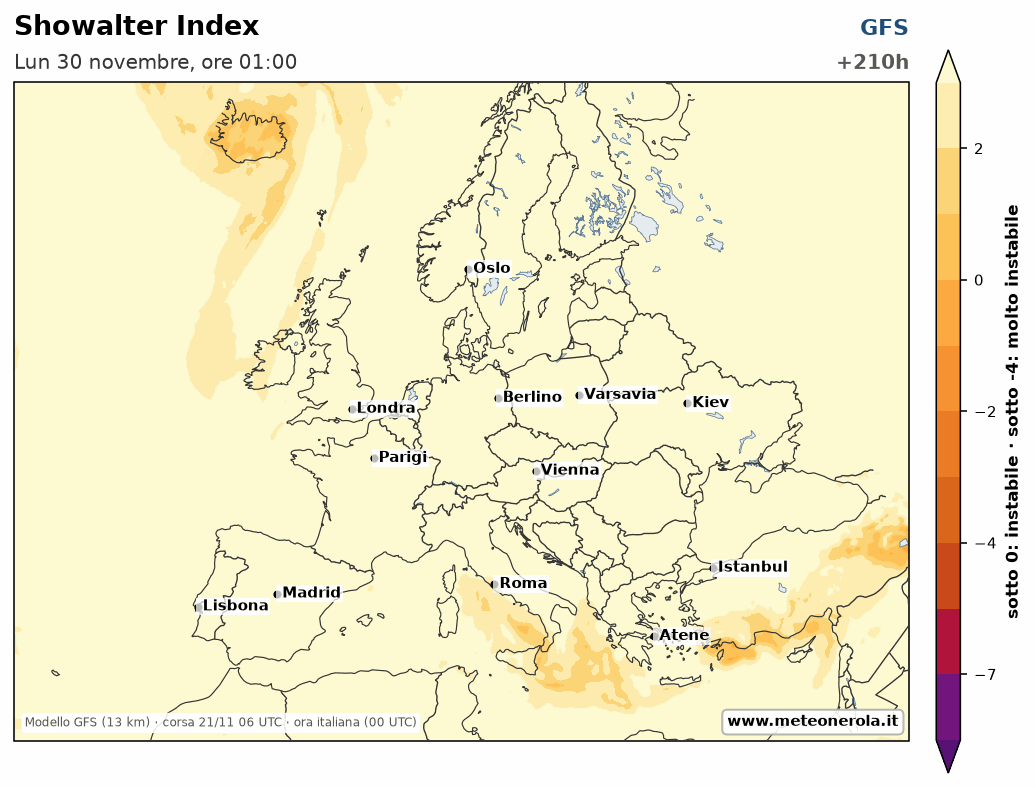 Showalter Index
GFS
Lun 30 novembre, ore 01:00
+210h
Oslo
Berlino
Varsavia
Kiev
Londra
Parigi
Vienna
Istanbul
Roma
Madrid
Lisbona
Atene
2
0
−2
−4
−7
sotto 0: instabile · sotto -4: molto instabile
Modello GFS (13 km) · corsa 21/11 06 UTC · ora italiana (00 UTC)
www.meteonerola.it